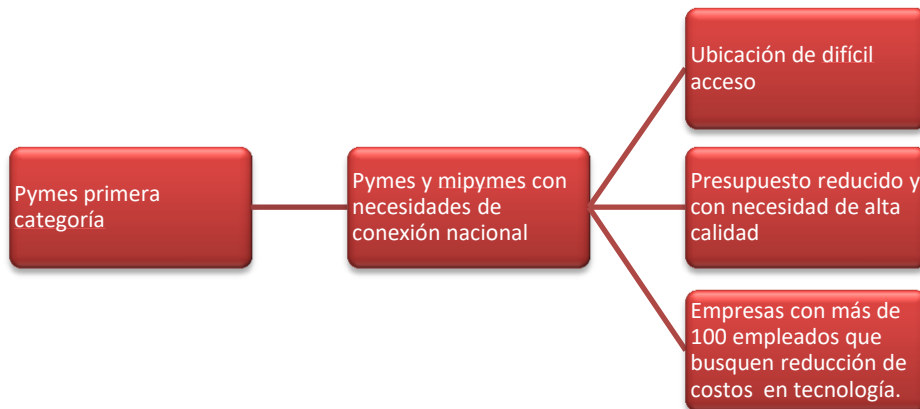 Pymes primera
categoría
Pymes y mipymes con
necesidades de
conexión nacional
Ubicación de difícil
acceso
Presupuesto reducido y
con necesidad de alta
calidad
Empresas con más de
100 empleados que
busquen reducción de
costos en tecnología.